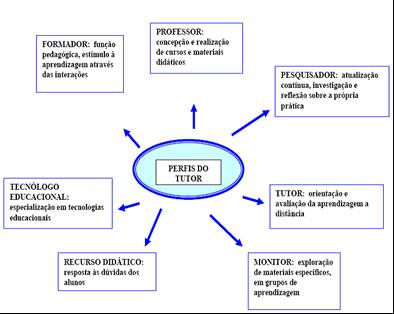 PROFESSOR:
concepção e realização
de cursos e materiais
didáticos
FORMADOR: função
pedagógica, estímulo à
aprendizagem através
das interações
PESQUISADOR: atualização
contínua, investigação e
reflexão sobre a própria
prática
PERFIS DO
TUTOR
TECNÓLOGO
EDUCACIONAL:
especialização em tecnologias
educacionais
TUTOR: orientação e
avaliação da aprendizagem a
distância
RECURSO DIDÁTICO:
resposta às dúvidas dos
alunos
MONITOR: exploração
de materiais específicos,
em grupos de
aprendizagem